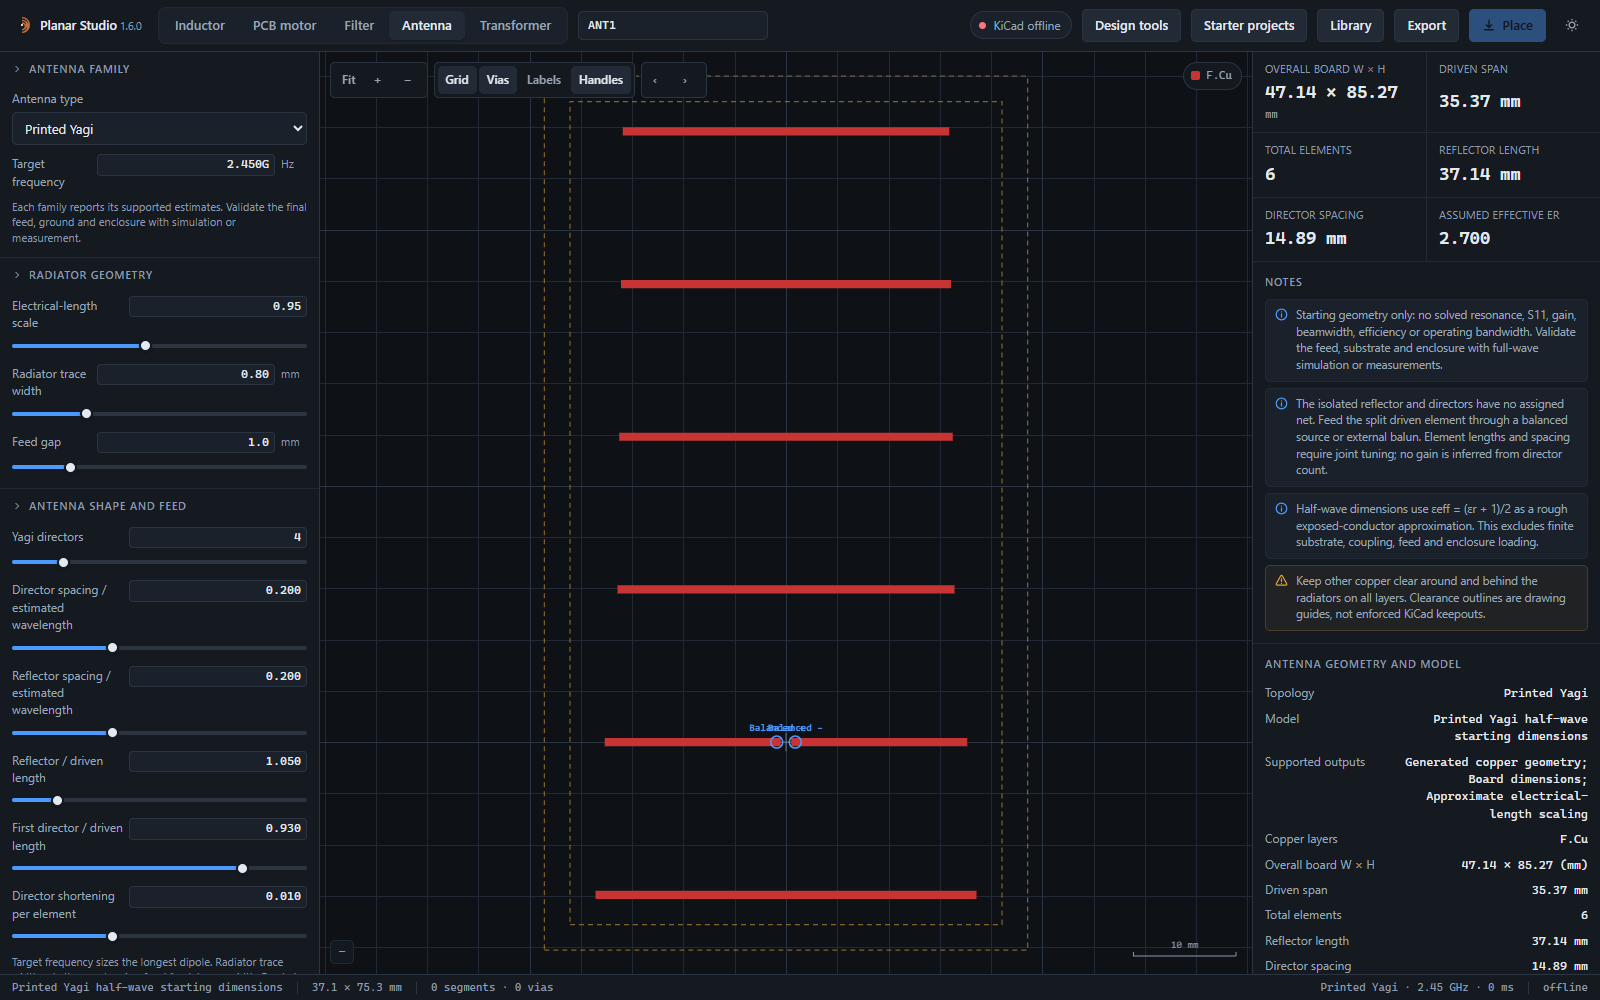 Planar Studio 1.6.0
Inductor
PCB motor
Filter
Antenna
Transformer
ANT1
KiCad offline
Design tools
Starter projects
Library
Export
Place
ANTENNA FAMILY
Antenna type
Printed Yagi
Target frequency
2.450G
Hz
Each family reports its supported estimates. Validate the final
feed, ground and enclosure with simulation or
measurement.
RADIATOR GEOMETRY
Electrical-length
scale
0.95
Radiator trace
width
0.80
mm
Feed gap
1.0
mm
ANTENNA SHAPE AND FEED
Yagi directors
4
Director spacing /
estimated
wavelength
0.200
Reflector spacing /
estimated
wavelength
0.200
Reflector / driven
length
1.050
First director / driven
length
0.930
Director shortening
per element
0.010
Target frequency sizes the longest dipole. Radiator trace
Fit
+
−
Grid
Vias
Labels
Handles
‹
›
F.Cu
10 mm
−
OVERALL BOARD W × H
47.14 × 85.27
mm
DRIVEN SPAN
35.37 mm
TOTAL ELEMENTS
6
REFLECTOR LENGTH
37.14 mm
DIRECTOR SPACING
14.89 mm
ASSUMED EFFECTIVE ER
2.700
NOTES
Starting geometry only: no solved resonance, S11, gain,
beamwidth, efficiency or operating bandwidth. Validate
the feed, substrate and enclosure with full-wave
simulation or measurements.
The isolated reflector and directors have no assigned
net. Feed the split driven element through a balanced
source or external balun. Element lengths and spacing
require joint tuning; no gain is inferred from director
count.
Half-wave dimensions use εeff = (εr + 1)/2 as a rough
exposed-conductor approximation. This excludes finite
substrate, coupling, feed and enclosure loading.
Keep other copper clear around and behind the
radiators on all layers. Clearance outlines are drawing
guides, not enforced KiCad keepouts.
ANTENNA GEOMETRY AND MODEL
Topology
Printed Yagi
Model
Printed Yagi half-wave
starting dimensions
Supported outputs
Generated copper geometry;
Board dimensions;
Approximate electrical-
length scaling
Copper layers
F.Cu
Overall board W × H
47.14 × 85.27 (mm)
Driven span
35.37 mm
Total elements
6
Reflector length
37.14 mm
Director spacing
14.89 mm
Printed Yagi half-wave starting dimensions
37.1 × 75.3 mm
0 segments · 0 vias
Printed Yagi · 2.45 GHz · 0 ms
offline